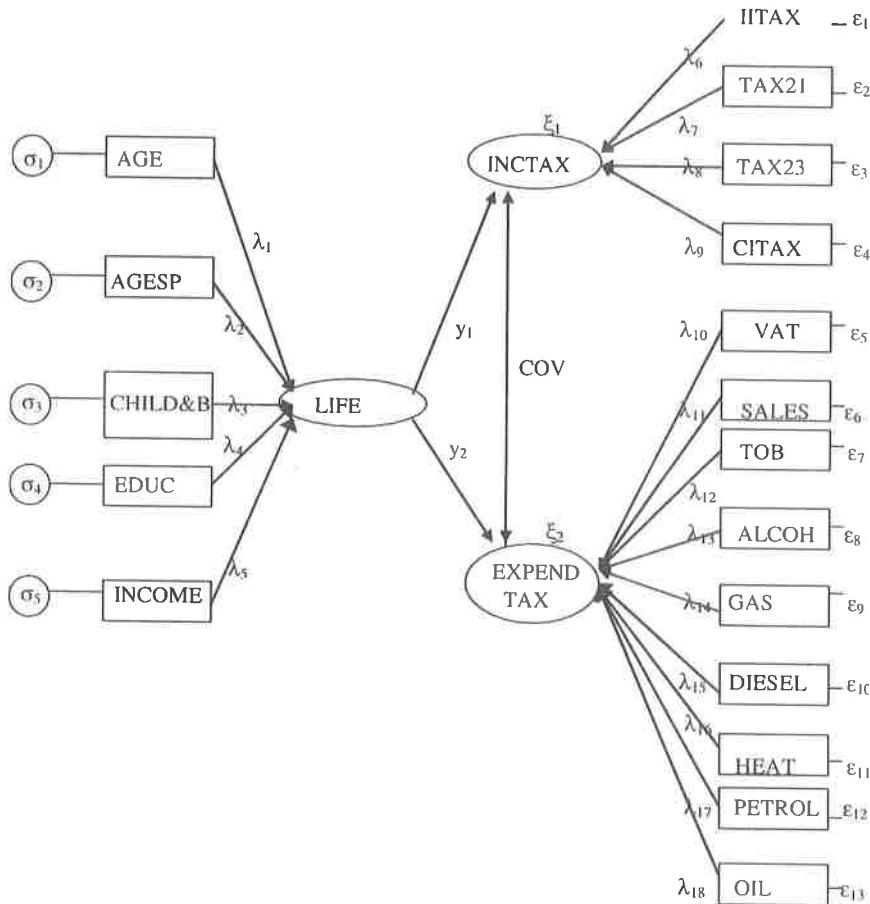 IITAX ε₁
λ₆
TAX21 ε₂
λ₇
ξ₁
σ₁ AGE
INCTAX
λ₈ TAX23 ε₃
λ₁
λ₉ CITAX ε₄
σ₂ AGESP
λ₂
y₁
λ₁₀ VAT ε₅
COV
σ₃ CHILD&B λ₃
LIFE
λ₁₁ SALES ε₆
λ₄
y₂
TOB ε₇
σ₄ EDUC
λ₁₂
ξ₂
λ₁₃ ALCOH ε₈
λ₅
EXPEND
TAX
σ₅ INCOME
λ₁₄ GAS ε₉
λ₁₅ DIESEL ε₁₀
λ₁₆
HEAT ε₁₁
λ₁₇ PETROL ε₁₂
λ₁₈ OIL ε₁₃